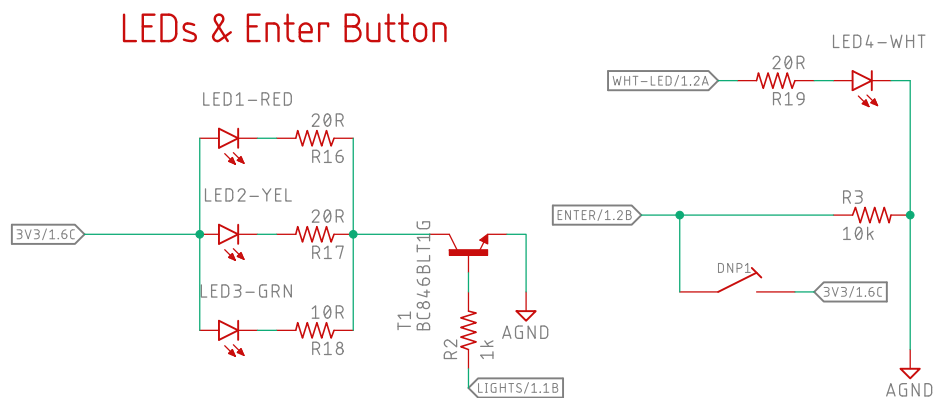 LEDs & Enter Button
LED4-WHT
WHT-LED/1.2A
20R
R19
LED1-RED
20R
R16
LED2-YEL
20R
R17
3V3/1.6C
LED3-GRN
10R
R18
T1
BC846BLT1G
R2
1k
LIGHTS/1.1B
AGND
ENTER/1.2B
R3
10k
DNP1
3V3/1.6C
AGND